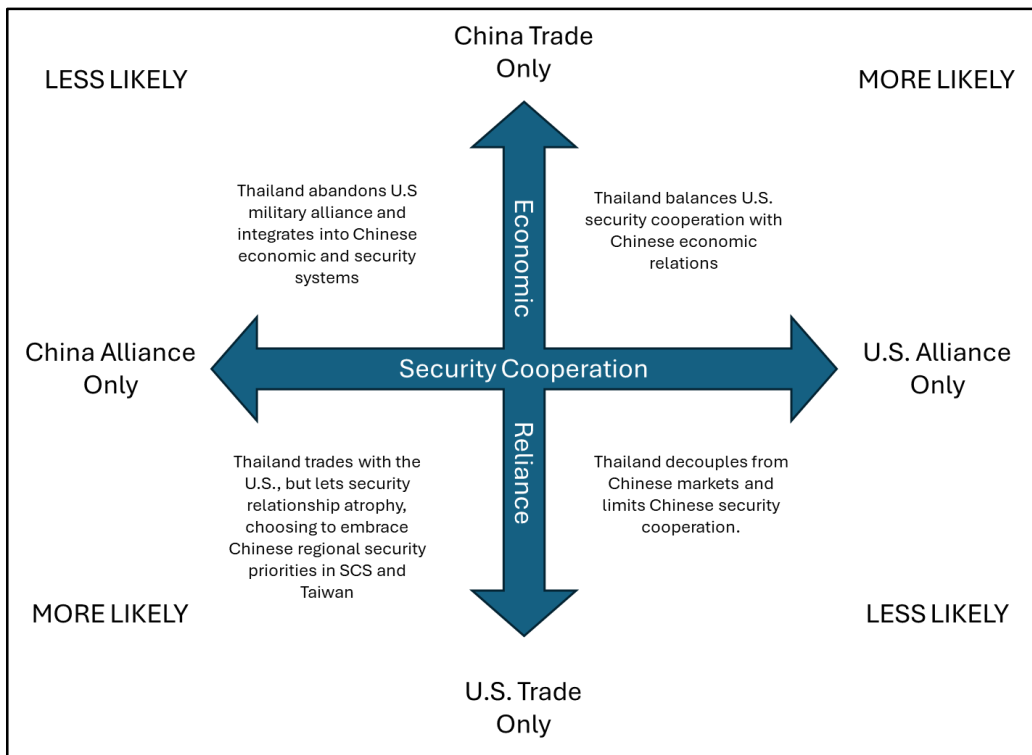 China Trade
Only
LESS LIKELY
MORE LIKELY
Thailand abandons U.S
military alliance and
integrates into Chinese
economic and security
systems
Economic
Thailand balances U.S.
security cooperation with
Chinese economic
relations
China Alliance
Only
Security Cooperation
U.S. Alliance
Only
Thailand trades with the
U.S., but lets security
relationship atrophy,
choosing to embrace
Chinese regional security
priorities in SCS and
Taiwan
Reliance
Thailand decouples from
Chinese markets and
limits Chinese security
cooperation.
MORE LIKELY
LESS LIKELY
U.S. Trade
Only